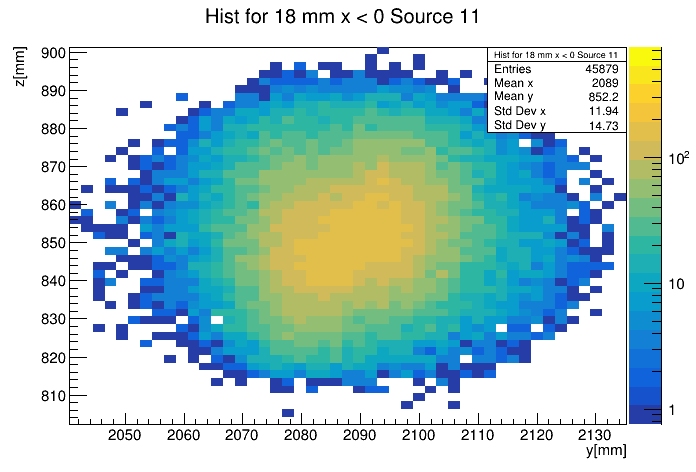 Hist for 18 mm x < 0 Source 11
z[mm]
900
890
880
870
860
850
840
830
820
810
2050 2060 2070 2080 2090 2100 2110 2120 2130
y[mm]
Hist for 18 mm x < 0 Source 11
Entries 45879
Mean x 2089
Mean y 852.2
Std Dev x 11.94
Std Dev y 14.73
10²
10
1